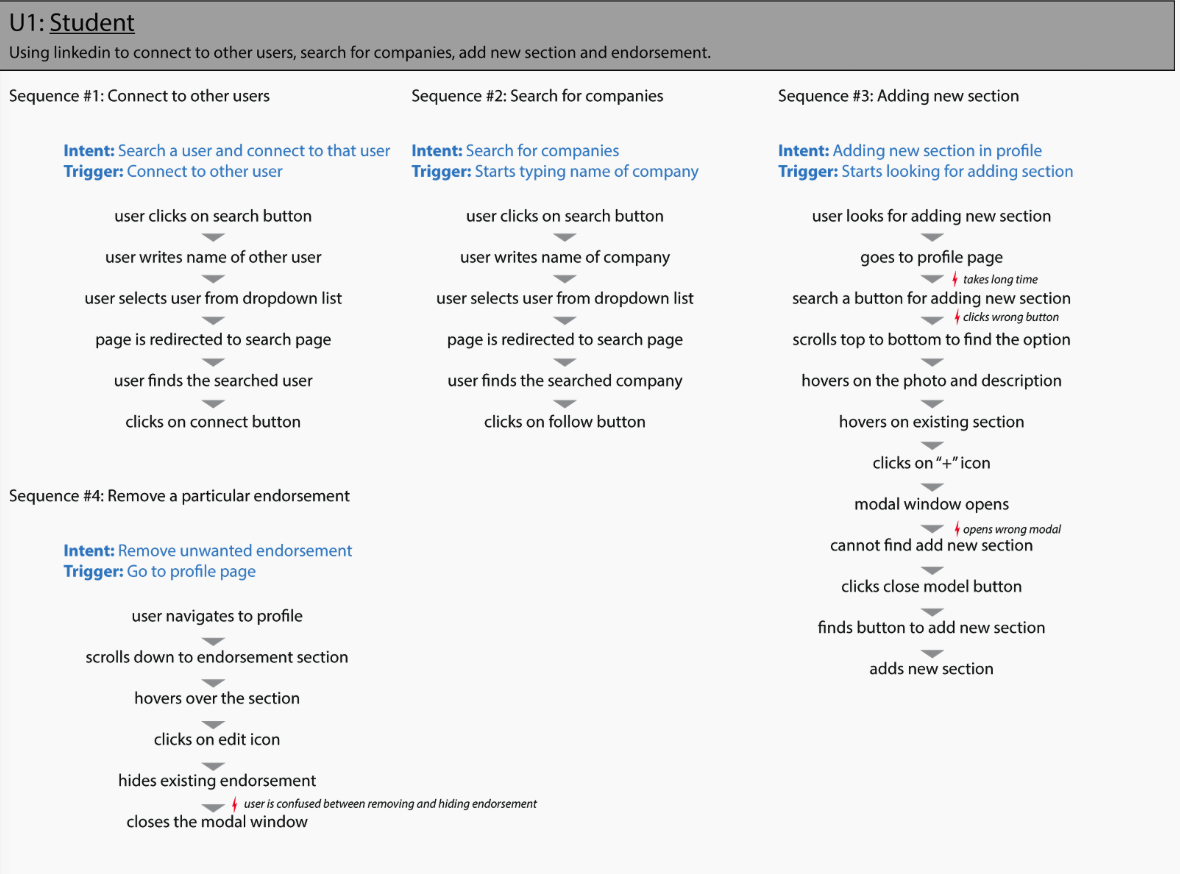 U1: Student
Using linkedin to connect to other users, search for companies, add new section and endorsement.
Sequence #1: Connect to other users
Intent: Search a user and connect to that user
Trigger: Connect to other user
user clicks on search button
user writes name of other user
user selects user from dropdown list
page is redirected to search page
user finds the searched user
clicks on connect button
Sequence #2: Search for companies
Intent: Search for companies
Trigger: Starts typing name of company
user clicks on search button
user writes name of company
user selects user from dropdown list
page is redirected to search page
user finds the searched company
clicks on follow button
Sequence #3: Adding new section
Intent: Adding new section in profile
Trigger: Starts looking for adding section
user looks for adding new section
goes to profile page
takes long time
search a button for adding new section
clicks wrong button
scrolls top to bottom to find the option
hovers on the photo and description
hovers on existing section
clicks on “+” icon
modal window opens
opens wrong modal
cannot find add new section
clicks close model button
finds button to add new section
adds new section
Sequence #4: Remove a particular endorsement
Intent: Remove unwanted endorsement
Trigger: Go to profile page
user navigates to profile
scrolls down to endorsement section
hovers over the section
clicks on edit icon
hides existing endorsement
user is confused between removing and hiding endorsement
closes the modal window